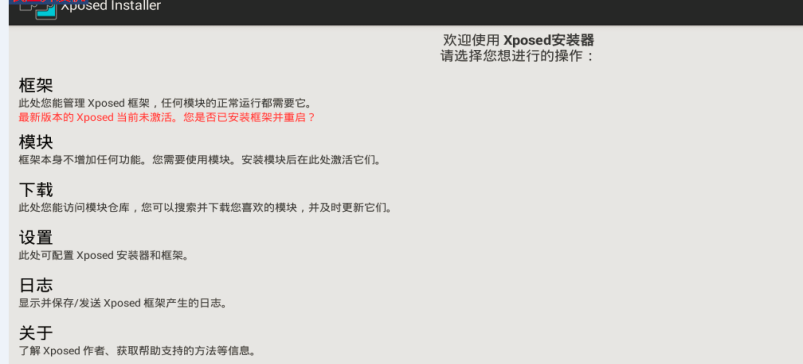 Xposed Installer
欢迎使用 Xposed安装器
请选择您想进行的操作：
框架
此处您能管理 Xposed 框架，任何模块的正常运行都需要它。
最新版本的 Xposed 当前未激活。您是否已安装框架并重启？
模块
框架本身不增加任何功能。您需要使用模块。安装模块后在此处激活它们。
下载
此处您能访问模块仓库，您可以搜索并下载您喜欢的模块，并及时更新它们。
设置
此处可配置 Xposed 安装器和框架。
日志
显示并保存/发送 Xposed 框架产生的日志。
关于
了解 Xposed 作者、获取帮助支持的方法等信息。